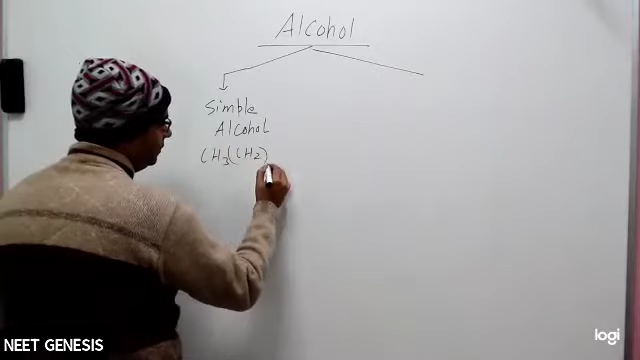 Alcohol
Simple
Alcohol
CH3(CH2)
NEET GENESIS
logi